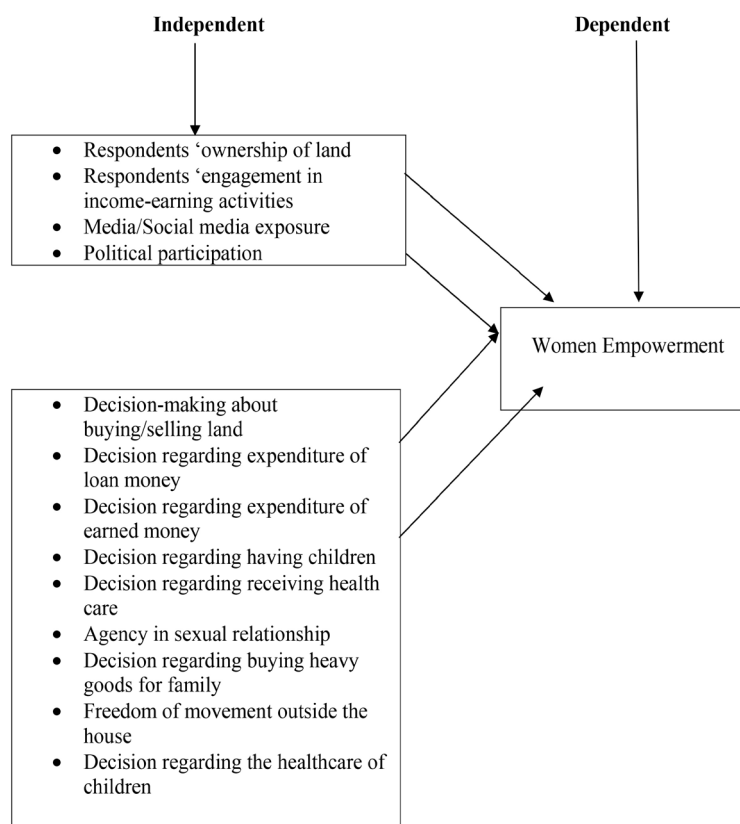 Independent
Dependent
• Respondents ‘ownership of land
• Respondents ‘engagement in
income-earning activities
• Media/Social media exposure
• Political participation
Women Empowerment
• Decision-making about
buying/selling land
• Decision regarding expenditure of
loan money
• Decision regarding expenditure of
earned money
• Decision regarding having children
• Decision regarding receiving health
care
• Agency in sexual relationship
• Decision regarding buying heavy
goods for family
• Freedom of movement outside the
house
• Decision regarding the healthcare of
children